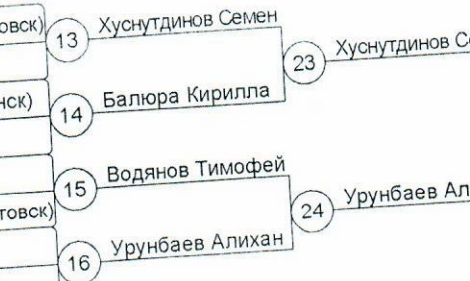 овск)
13 Хуснутдинов Семен
23 Хуснутдинов Се
нск)
14 Балюра Кирилла
15 Водянов Тимофей
товск)
24 Урунбаев Ал
16 Урунбаев Алихан